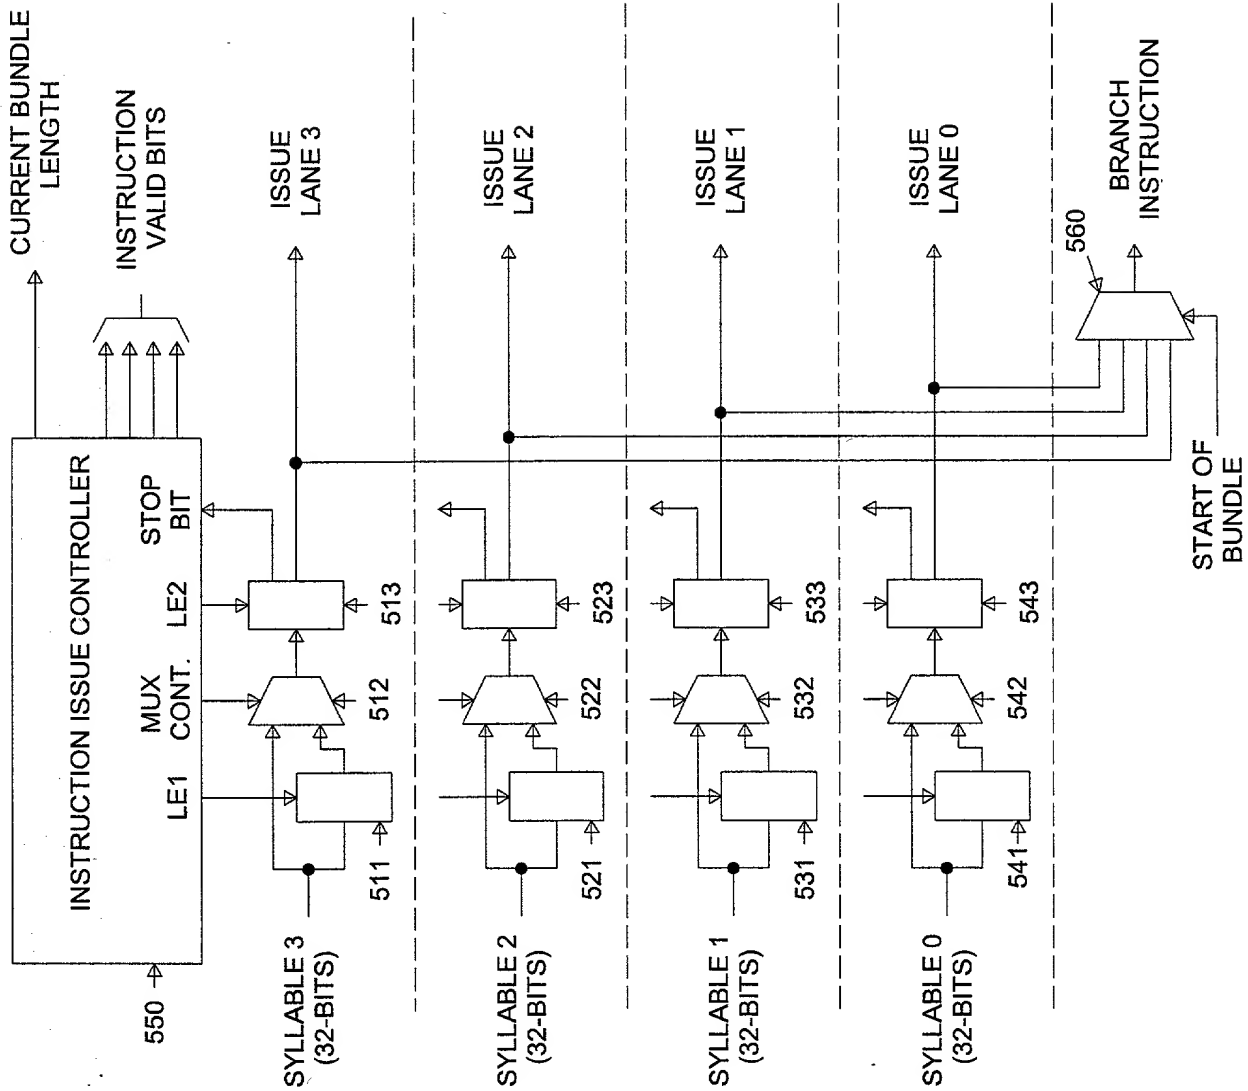 CURRENT BUNDLE
LENGTH
INSTRUCTION
VALID BITS
550
INSTRUCTION ISSUE CONTROLLER
LE1
MUX
CONT.
LE2
STOP
BIT
SYLLABLE 3
(32-BITS)
511
512
513
ISSUE
LANE 3
SYLLABLE 2
(32-BITS)
521
522
523
ISSUE
LANE 2
SYLLABLE 1
(32-BITS)
531
532
533
ISSUE
LANE 1
SYLLABLE 0
(32-BITS)
541
542
543
ISSUE
LANE 0
START OF
BUNDLE
560
BRANCH
INSTRUCTION